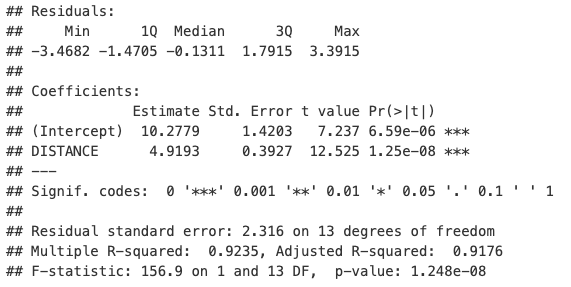 ## Residuals:
##     Min      1Q  Median      3Q     Max
## -3.4682 -1.4705 -0.1311  1.7915  3.3915
##
## Coefficients:
##             Estimate Std. Error t value Pr(>|t|)
## (Intercept)  10.2779     1.4203   7.237 6.59e-06 ***
## DISTANCE      4.9193     0.3927  12.525 1.25e-08 ***
## ---
## Signif. codes:  0 '***' 0.001 '**' 0.01 '*' 0.05 '.' 0.1 ' ' 1
##
## Residual standard error: 2.316 on 13 degrees of freedom
## Multiple R-squared:  0.9235, Adjusted R-squared:  0.9176
## F-statistic: 156.9 on 1 and 13 DF,  p-value: 1.248e-08